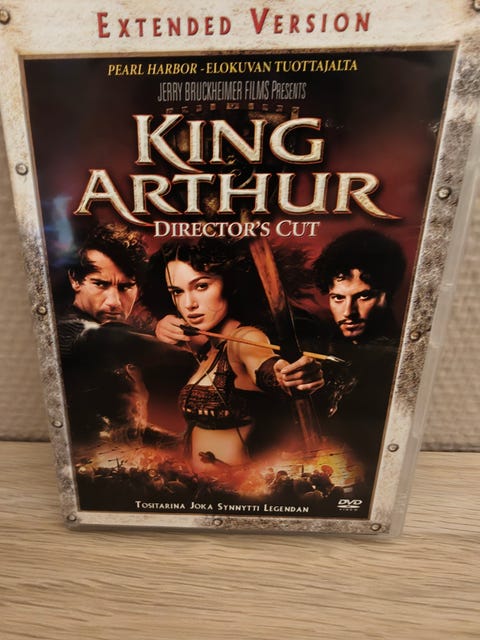 EXTENDED VERSION
PEARL HARBOR - ELOKUVAN TUOTTAJALTA
JERRY BRUCKHEIMER FILMS PRESENTS
KING
ARTHUR
DIRECTOR'S CUT
TOSITARINA JOKA SYNNYTTI LEGENDAN
DVD
VIDEO